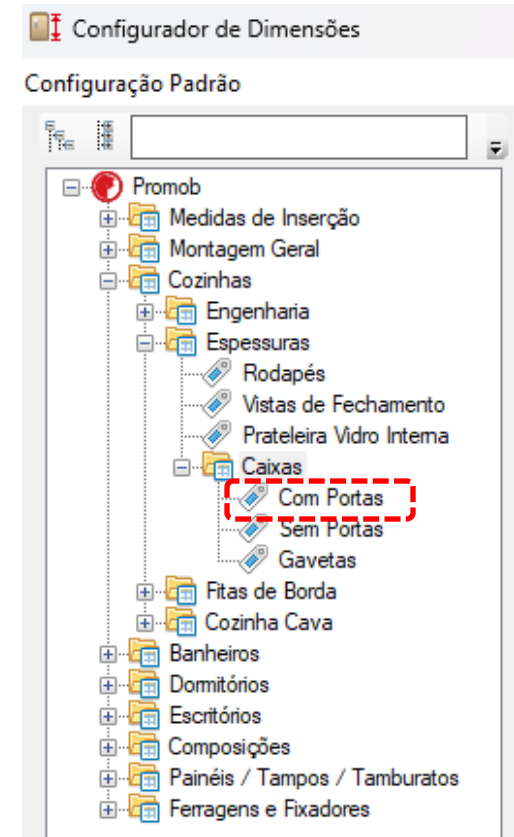 Configurador de Dimensões
Configuração Padrão
Promob
Medidas de Inserção
Montagem Geral
Cozinhas
Engenharia
Espessuras
Rodapés
Vistas de Fechamento
Prateleira Vidro Interna
Caixas
Com Portas
Sem Portas
Gavetas
Fitas de Borda
Cozinha Cava
Banheiros
Dormitórios
Escritórios
Composições
Painéis / Tampos / Tamburatos
Ferragens e Fixadores